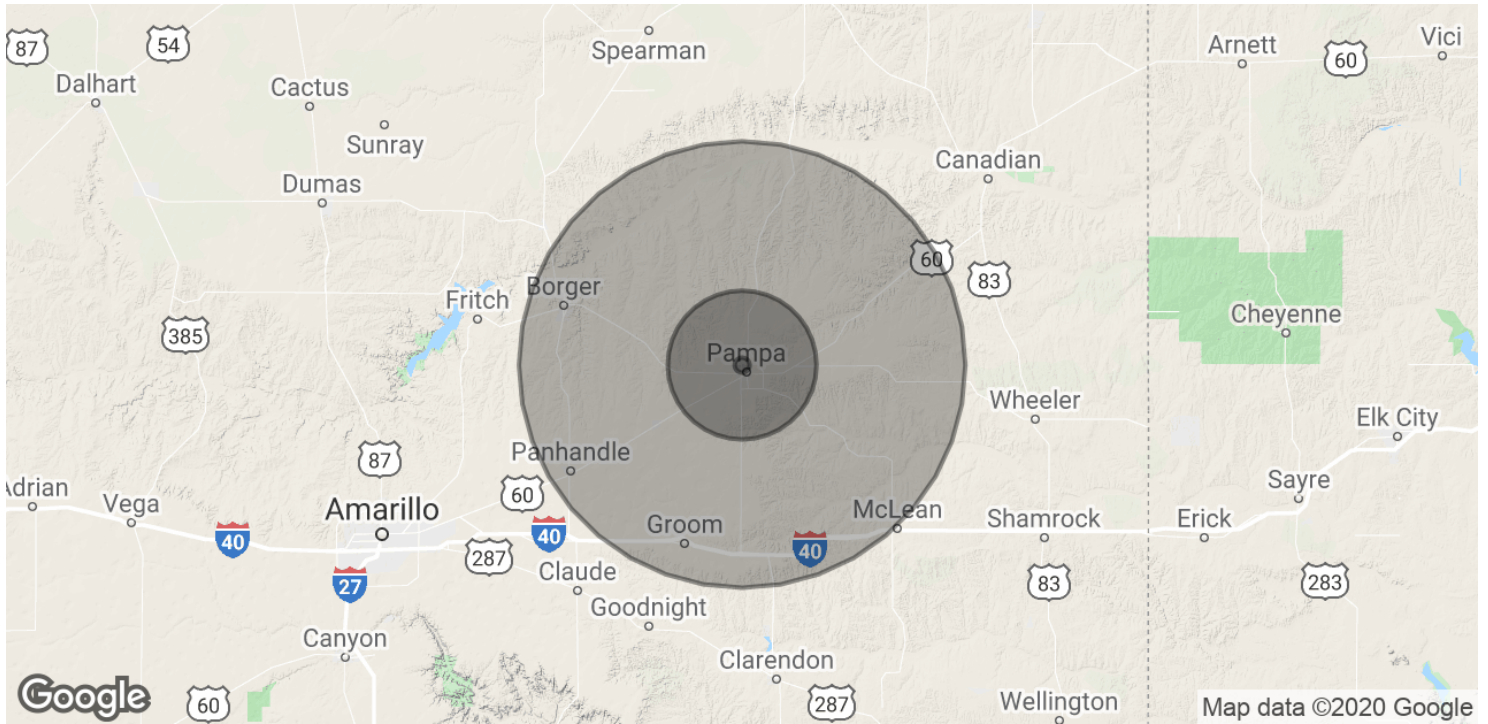 87
54
Spearman
Arnett
60
Vici
Dalhart
Cactus
Sunray
Canadian
Dumas
60
83
Borger
Fritch
Cheyenne
385
Pampa
Wheeler
Elk City
Panhandle
87
60
Sayre
Adrian
Vega
Amarillo
McLean
Shamrock
Erick
40
40
Groom
40
287
27
Claude
83
283
Goodnight
Canyon
Clarendon
Google
60
287
Wellington
Map data ©2020 Google